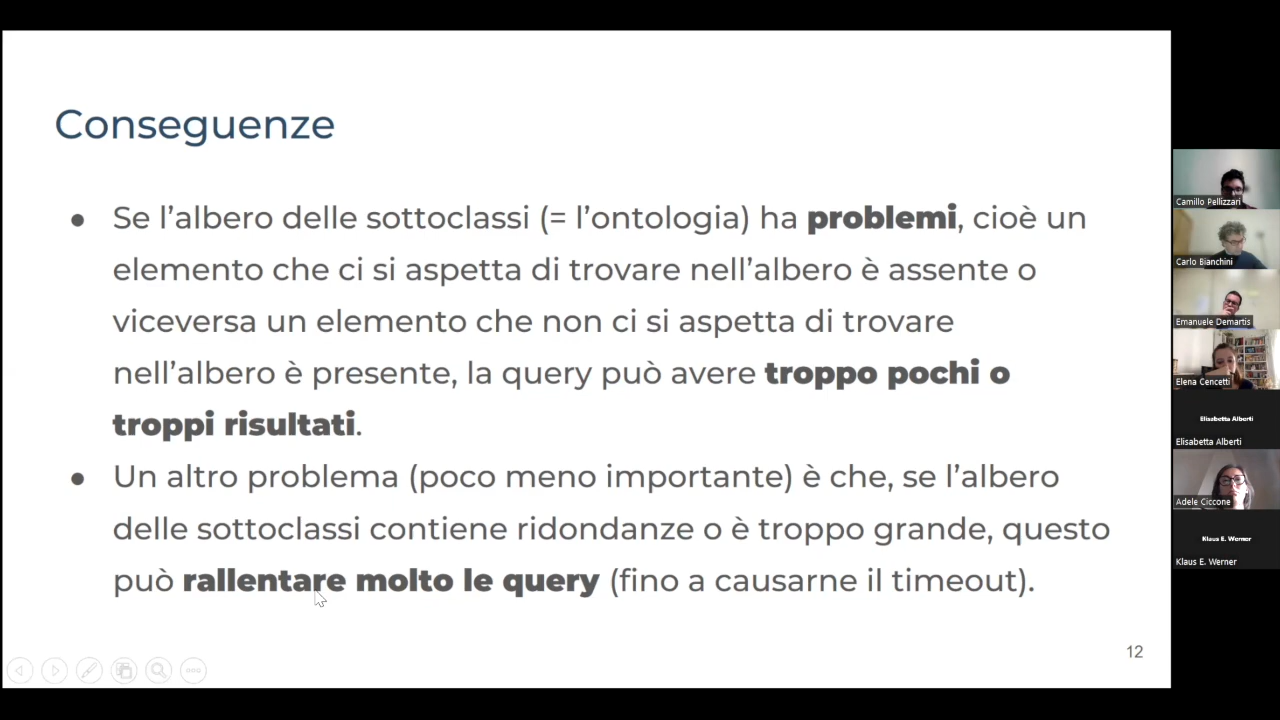 Conseguenze
● Se l’albero delle sottoclassi (= l’ontologia) ha problemi, cioè un
elemento che ci si aspetta di trovare nell’albero è assente o
viceversa un elemento che non ci si aspetta di trovare
nell’albero è presente, la query può avere troppo pochi o
troppi risultati.
● Un altro problema (poco meno importante) è che, se l’albero
delle sottoclassi contiene ridondanze o è troppo grande, questo
può rallentare molto le query (fino a causarne il timeout).
12
Camillo Pellizzari
Carlo Bianchini
Emanuele Demartis
Elena Cencetti
Elisabetta Alberti
Elisabetta Alberti
Adele Ciccone
Klaus E. Werner
Klaus E. Werner